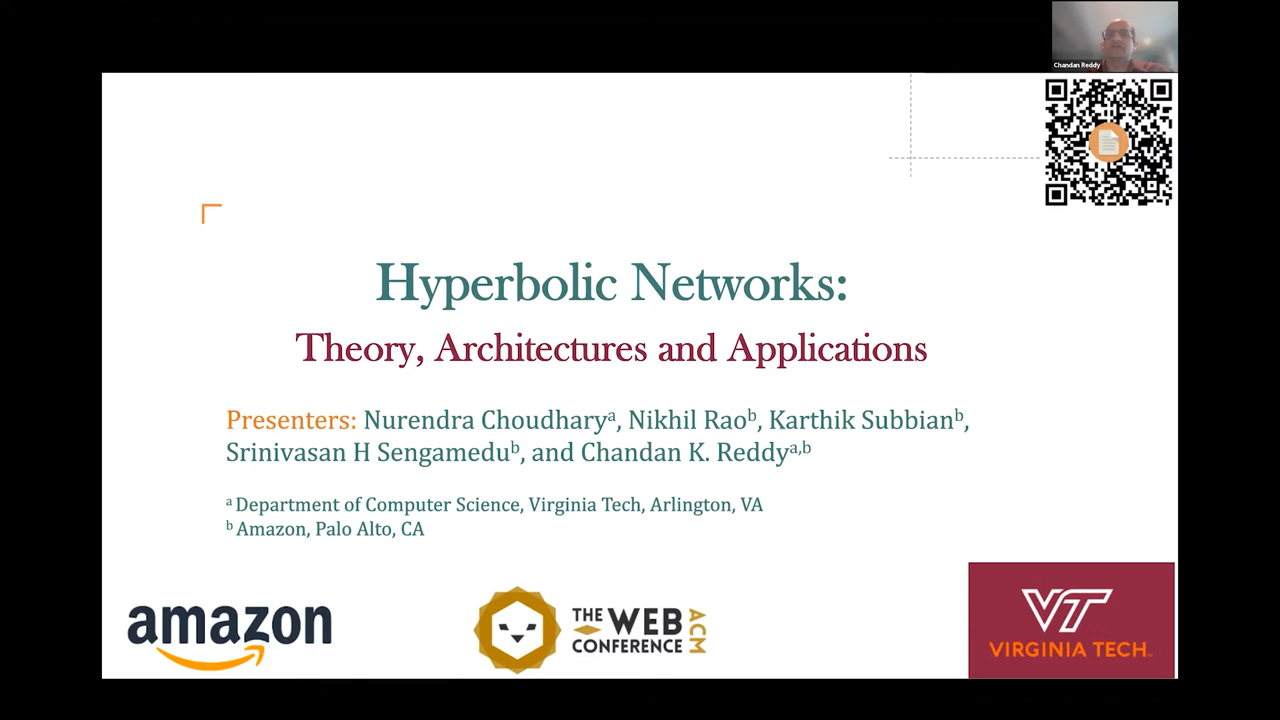 Chandan Reddy
Hyperbolic Networks:
Theory, Architectures and Applications
Presenters: Nurendra Choudharyᵃ, Nikhil Raoᵇ, Karthik Subbianᵇ,
Srinivasan H Sengameduᵇ, and Chandan K. Reddyᵃ,ᵇ
ᵃ Department of Computer Science, Virginia Tech, Arlington, VA
ᵇ Amazon, Palo Alto, CA
amazon
THE WEB
CONFERENCE
ACM
VT
VIRGINIA TECH™